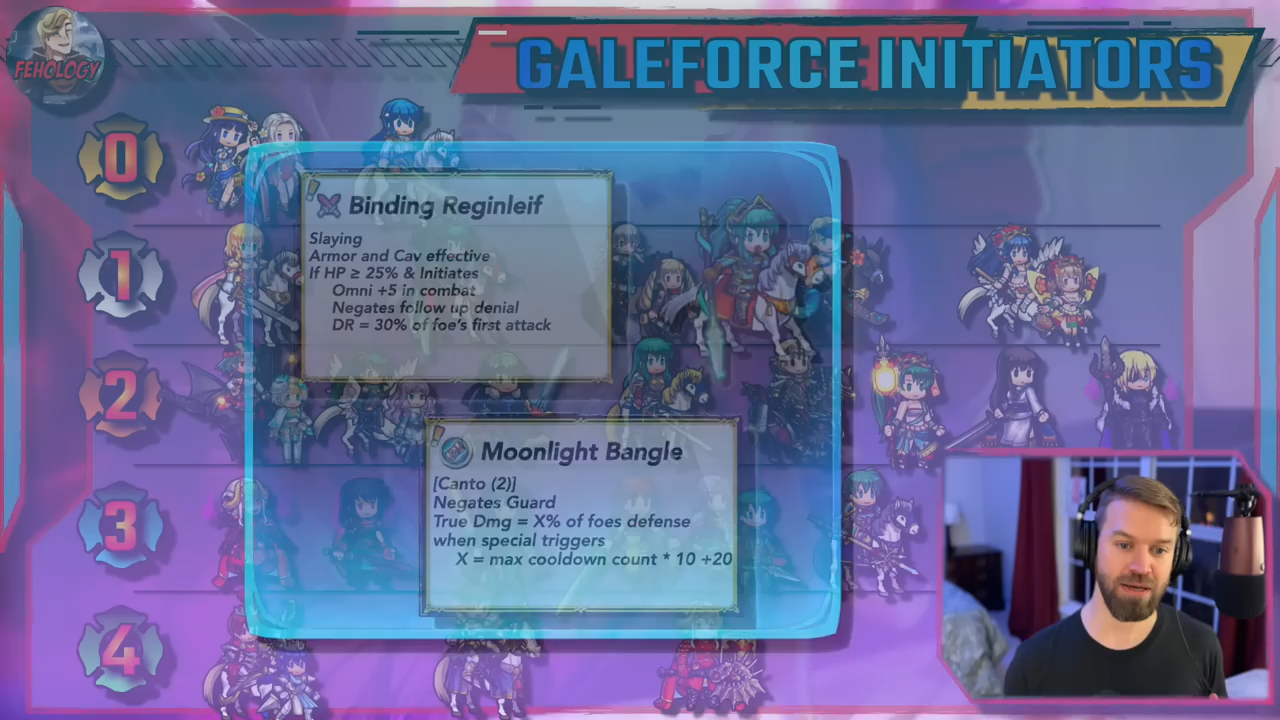 FEHOLOGY
GALEFORCE INITIATORS
0
Binding Reginleif
Slaying
Armor and Cav effective
If HP ≥ 25% & Initiates
Omni +5 in combat
Negates follow up denial
DR = 30% of foe's first attack
1
2
Moonlight Bangle
[Canto (2)]
Negates Guard
True Dmg = X% of foes defense
when special triggers
X = max cooldown count * 10 +20
3
4